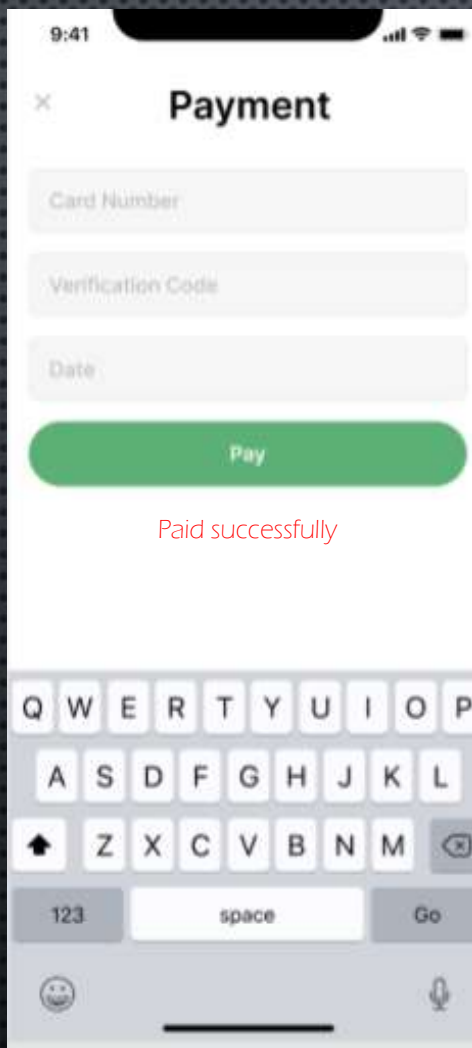 9:41
Payment
Card Number
Verification Code
Date
Pay
Paid successfully
Q W E R T Y U I O P
A S D F G H J K L
Z X C V B N M
123 space Go